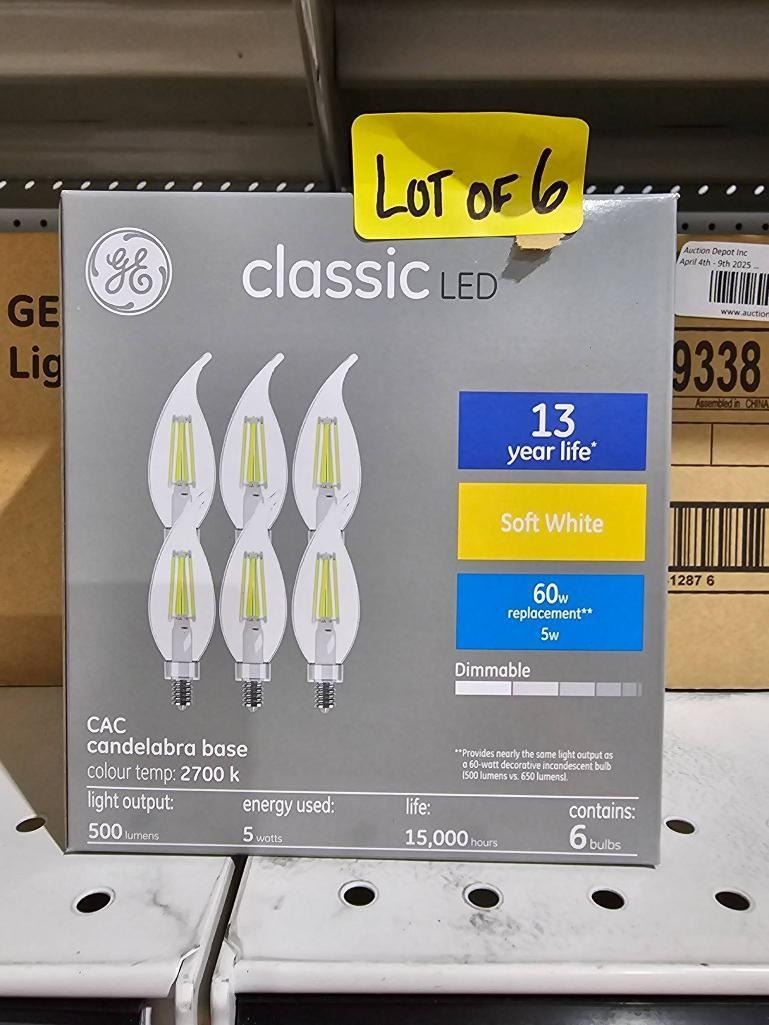 LOT OF 6
GE
classic LED
Auction Depot Inc
April 4th - 9th 2025 ...
www.auction
GE
Lig
9338
Assembled in CHINA
13
year life*
Soft White
60w
replacement**
5w
1287 6
Dimmable
CAC
candelabra base
colour temp: 2700 k
**Provides nearly the same light output as
a 60-watt decorative incandescent bulb
(500 lumens vs. 650 lumens).
light output:
500 lumens
energy used:
5 watts
life:
15,000 hours
contains:
6 bulbs